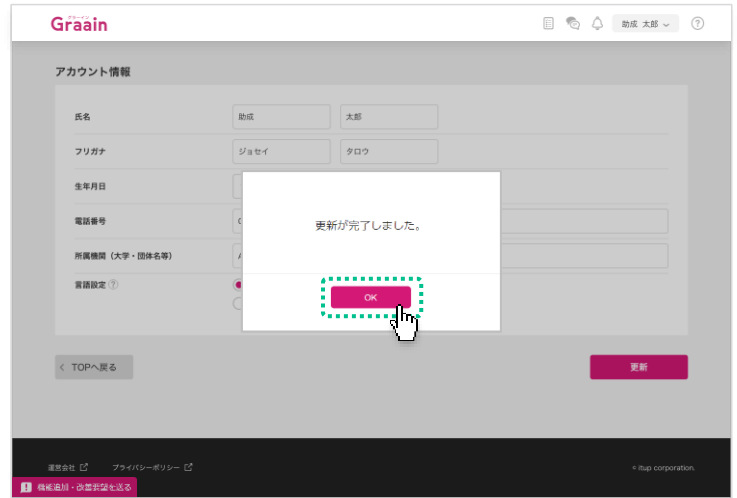 グラーイン
Graain
助成 太郎
?
アカウント情報
氏名 助成 太郎
フリガナ ジョセイ タロウ
生年月日
電話番号
所属機関（大学・団体名等）
言語設定 ?
更新が完了しました。
OK
TOPへ戻る
更新
運営会社 プライバシーポリシー
© itup corporation.
機能追加・改善要望を送る